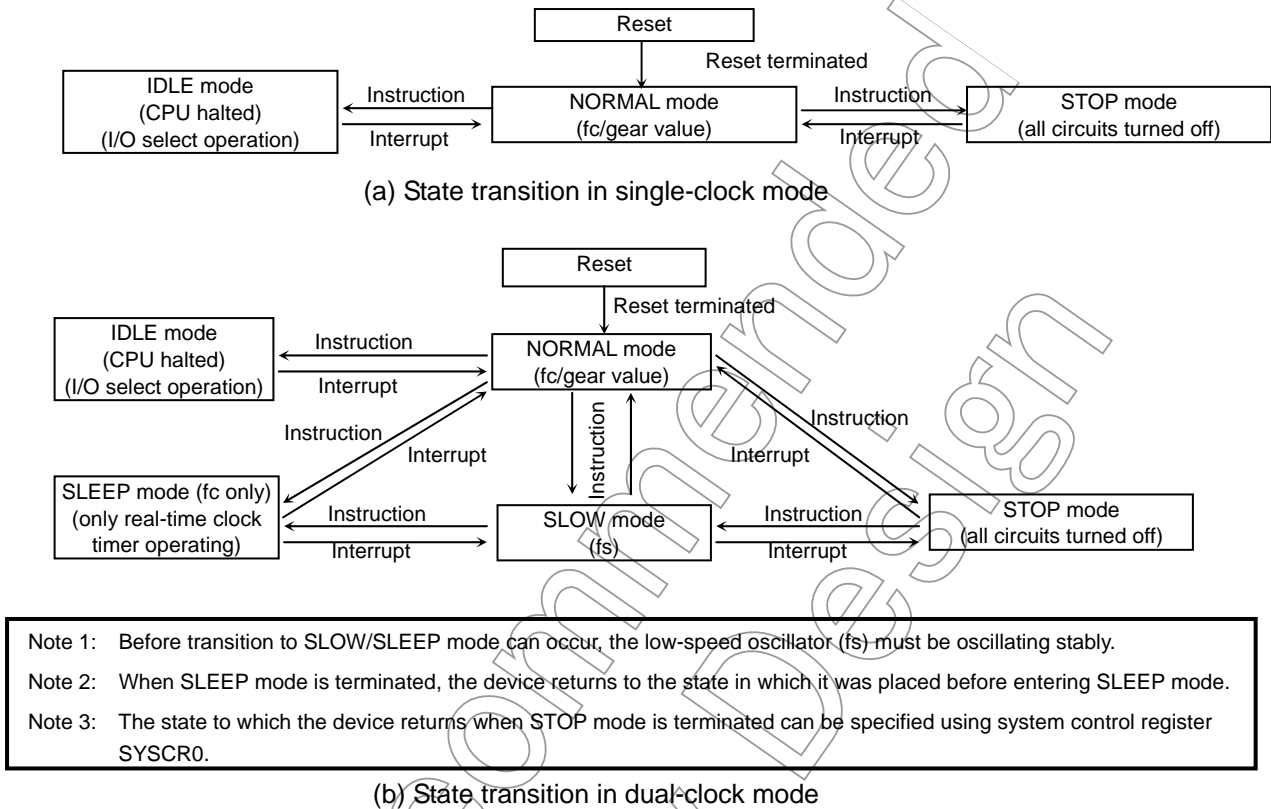 Reset
Reset terminated
IDLE mode
(CPU halted)
(I/O select operation)
Instruction
Interrupt
NORMAL mode
(fc/gear value)
Instruction
Interrupt
STOP mode
(all circuits turned off)
(a) State transition in single-clock mode
Reset
Reset terminated
IDLE mode
(CPU halted)
(I/O select operation)
Instruction
Interrupt
NORMAL mode
(fc/gear value)
Instruction
Interrupt
Instruction
Instruction
Interrupt
SLEEP mode (fc only)
(only real-time clock
timer operating)
Instruction
Interrupt
SLOW mode
(fs)
Instruction
Interrupt
STOP mode
(all circuits turned off)
Note 1: Before transition to SLOW/SLEEP mode can occur, the low-speed oscillator (fs) must be oscillating stably.
Note 2: When SLEEP mode is terminated, the device returns to the state in which it was placed before entering SLEEP mode.
Note 3: The state to which the device returns when STOP mode is terminated can be specified using system control register
SYSCR0.
(b) State transition in dual-clock mode
ommended
Design